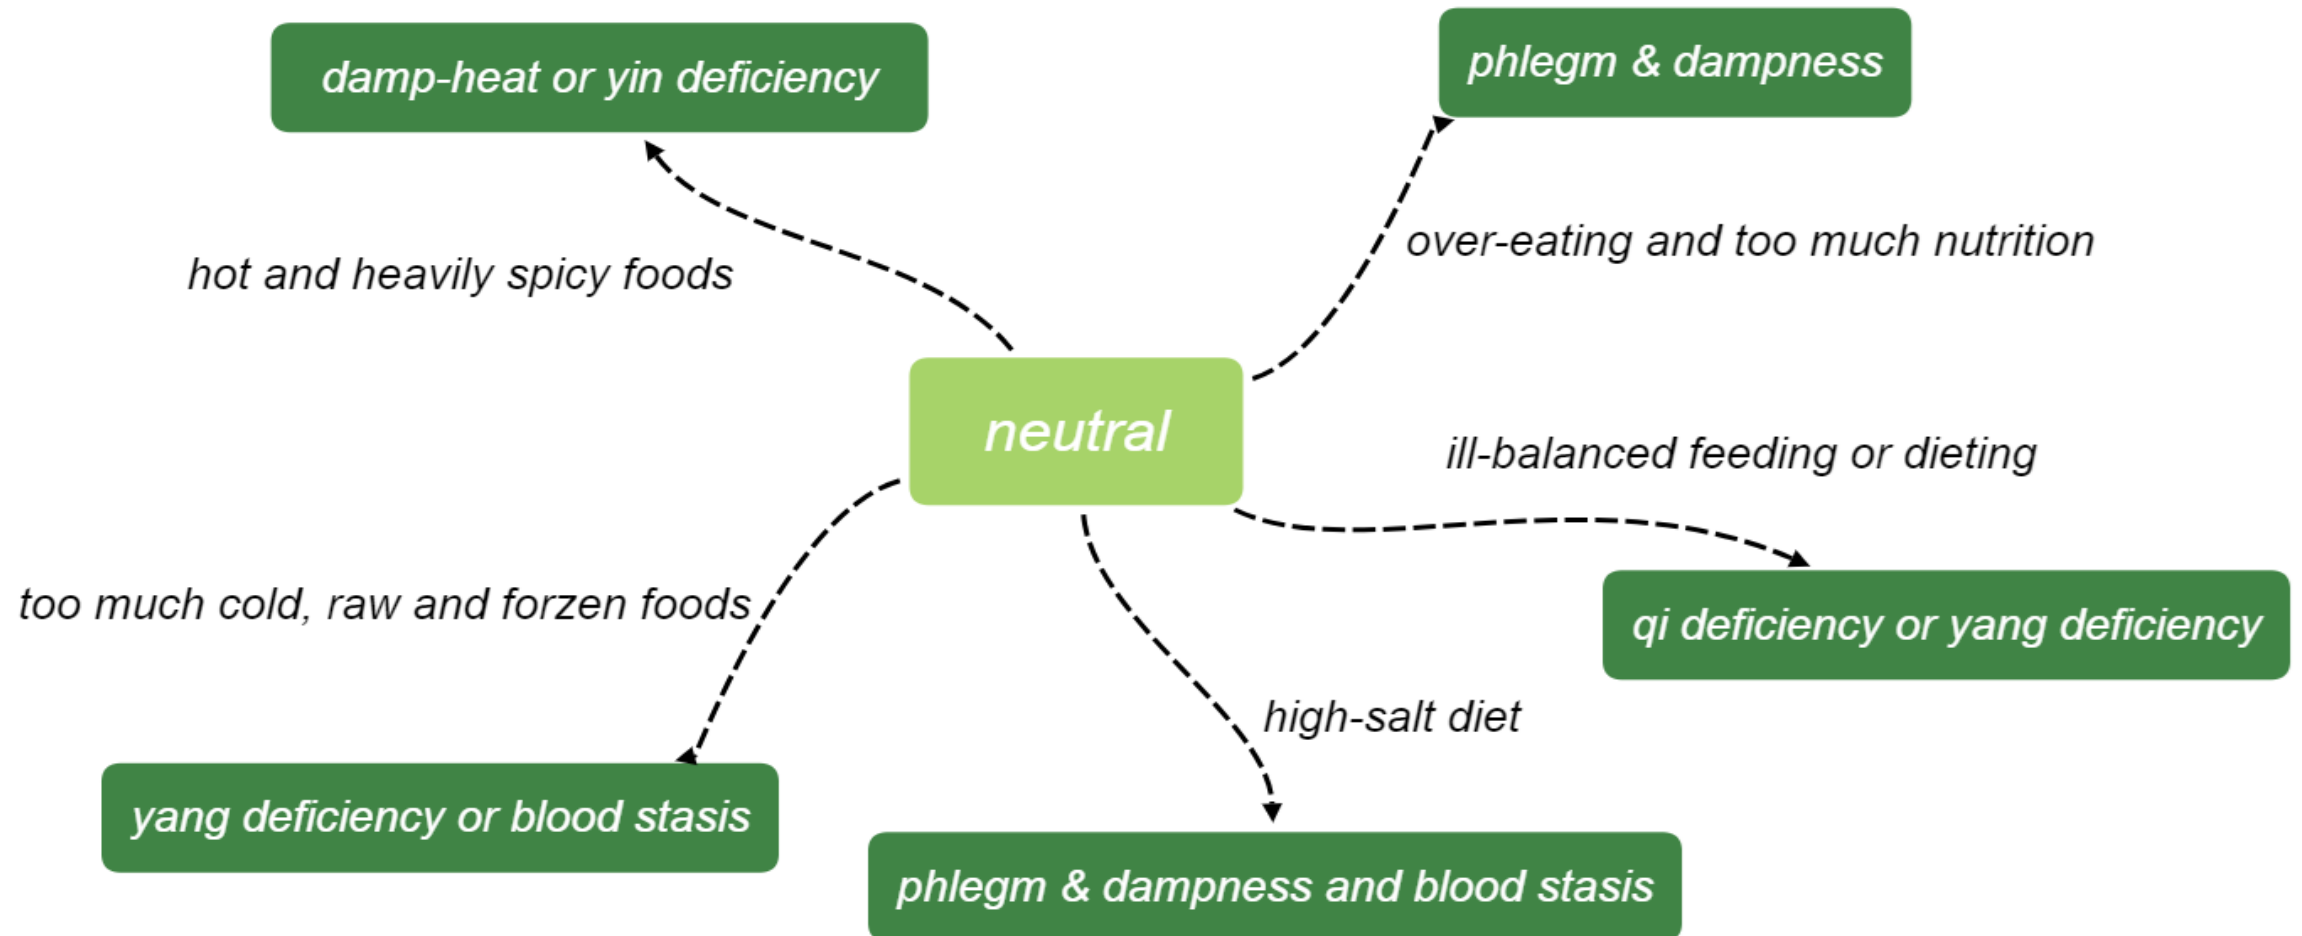 damp-heat or yin deficiency
phlegm & dampness
over-eating and too much nutrition
hot and heavily spicy foods
neutral
ill-balanced feeding or dieting
too much cold, raw and forzen foods
qi deficiency or yang deficiency
high-salt diet
yang deficiency or blood stasis
phlegm & dampness and blood stasis